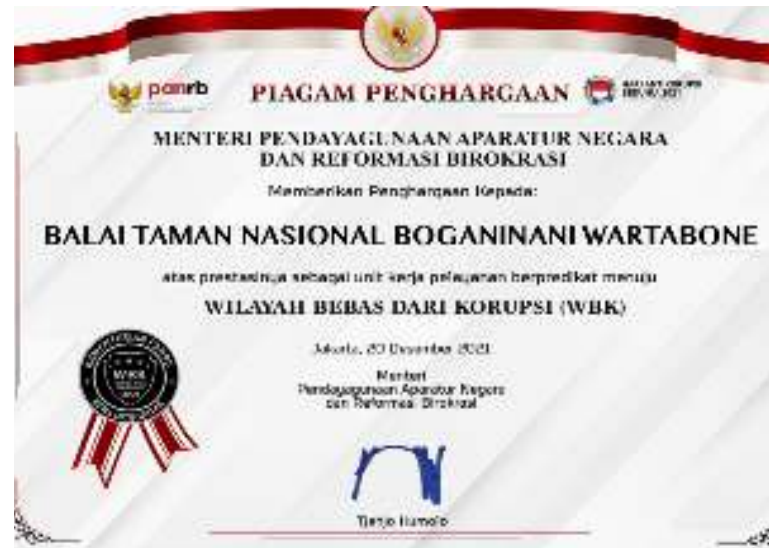 panrb
PIAGAM PENGHARGAAN
MENTERI PENDAYAGUNAAN APARATUR NEGARA
DAN REFORMASI BIROKRASI
Memberikan Penghargaan Kepada:
BALAI TAMAN NASIONAL BOGANINANI WARTABONE
atas prestasinya sebagai unit kerja pelayanan berpredikat menuju
WILAYAH BEBAS DARI KORUPSI (WBK)
Jakarta, 20 Desember 2021
Menteri
Pendayagunaan Aparatur Negara
dan Reformasi Birokrasi
WBK
Tjahjo Kumolo